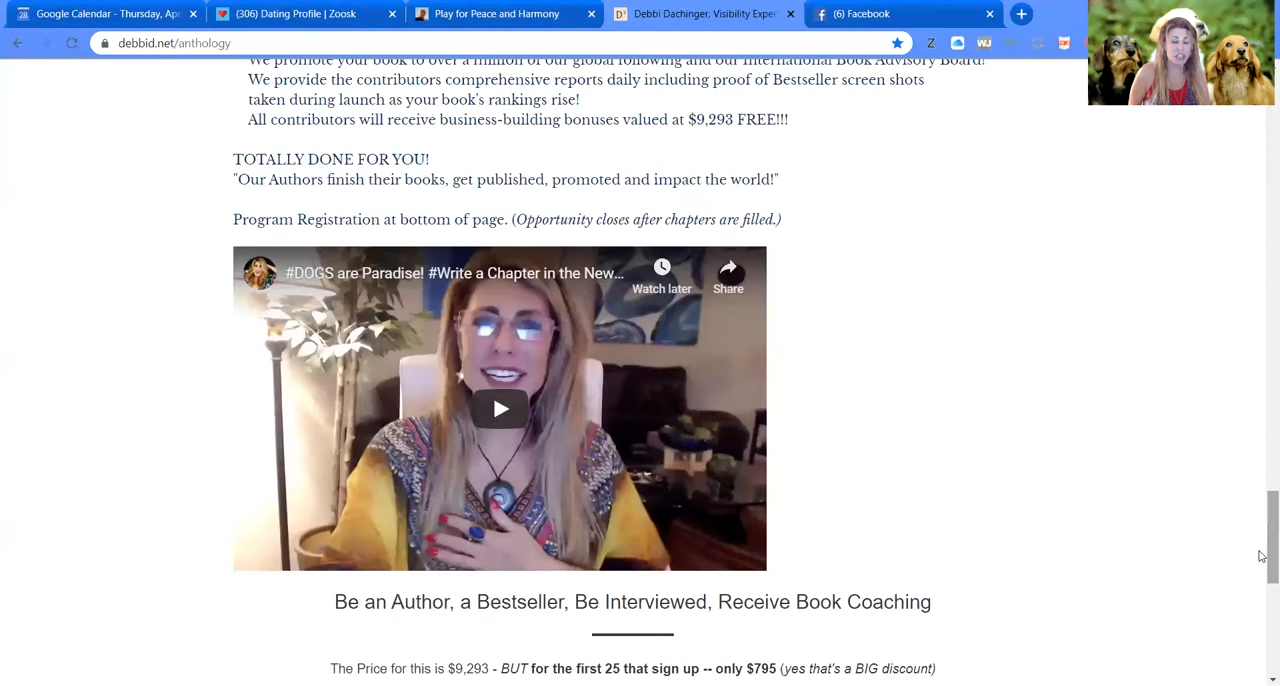 Google Calendar - Thursday, Apr
(306) Dating Profile | Zoosk
Play for Peace and Harmony
Debbi Dachinger, Visibility Exper
(6) Facebook
debbid.net/anthology
We promote your book to over a million of our global following and our International Book Advisory Board!
We provide the contributors comprehensive reports daily including proof of Bestseller screen shots
taken during launch as your book's rankings rise!
All contributors will receive business-building bonuses valued at $9,293 FREE!!!
TOTALLY DONE FOR YOU!
"Our Authors finish their books, get published, promoted and impact the world!"
Program Registration at bottom of page. (Opportunity closes after chapters are filled.)
#DOGS are Paradise! #Write a Chapter in the New...
Watch later
Share
Be an Author, a Bestseller, Be Interviewed, Receive Book Coaching
The Price for this is $9,293 - BUT for the first 25 that sign up -- only $795 (yes that's a BIG discount)